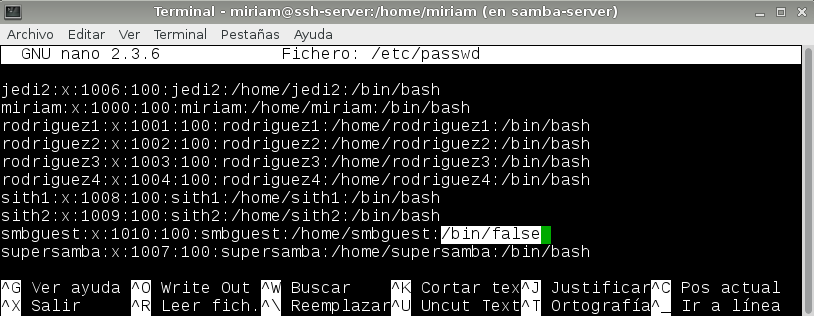 Terminal - miriam@ssh-server:/home/miriam (en samba-server)
Archivo Editar Ver Terminal Pestañas Ayuda
GNU nano 2.3.6 Fichero: /etc/passwd
jedi2:x:1006:100:jedi2:/home/jedi2:/bin/bash
miriam:x:1000:100:miriam:/home/miriam:/bin/bash
rodriguez1:x:1001:100:rodriguez1:/home/rodriguez1:/bin/bash
rodriguez2:x:1002:100:rodriguez2:/home/rodriguez2:/bin/bash
rodriguez3:x:1003:100:rodriguez3:/home/rodriguez3:/bin/bash
rodriguez4:x:1004:100:rodriguez4:/home/rodriguez4:/bin/bash
sith1:x:1008:100:sith1:/home/sith1:/bin/bash
sith2:x:1009:100:sith2:/home/sith2:/bin/bash
smbguest:x:1010:100:smbguest:/home/smbguest:/bin/false
supersamba:x:1007:100:supersamba:/home/supersamba:/bin/bash
^G Ver ayuda ^O Write Out ^W Buscar ^K Cortar tex^J Justificar^C Pos actual
^X Salir ^R Leer fich.^\ Reemplazar^U Uncut Text^T Ortografía^_ Ir a línea